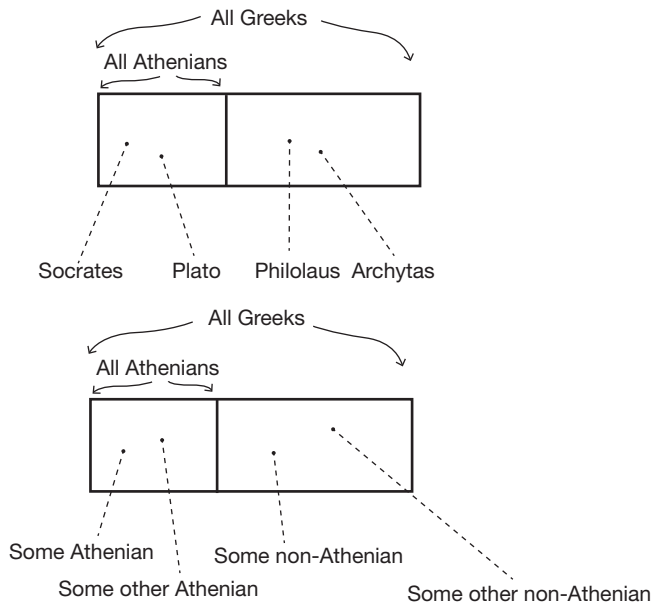 All Greeks
All Athenians
Socrates Plato Philolaus Archytas
All Greeks
All Athenians
Some Athenian
Some non-Athenian
Some other Athenian
Some other non-Athenian